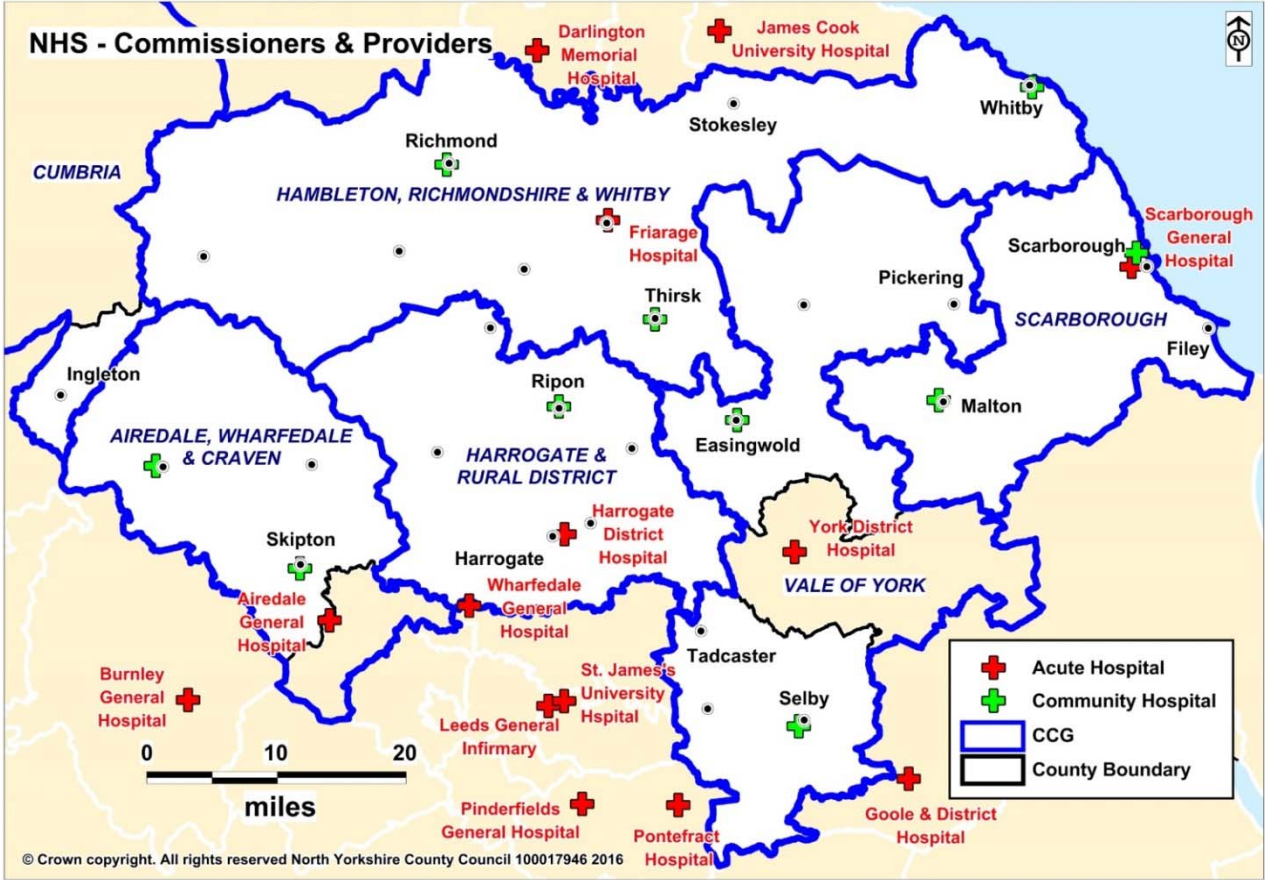 NHS - Commissioners & Providers
Darlington
Memorial
Hospital
James Cook
University Hospital
N
Whitby
Stokesley
Richmond
CUMBRIA
HAMBLETON, RICHMONDSHIRE & WHITBY
Friarage
Hospital
Scarborough
General
Hospital
Scarborough
Pickering
Thirsk
SCARBOROUGH
Filey
Ingleton
Ripon
Malton
Easingwold
AIREDALE, WHARFEDALE
& CRAVEN
HARROGATE &
RURAL DISTRICT
Harrogate
District
Hospital
York District
Hospital
Skipton
Harrogate
VALE OF YORK
Wharfedale
General
Hospital
Airedale
General
Hospital
Tadcaster
Burnley
General
Hospital
St. James's
University
Hspital
Selby
Leeds General
Infirmary
Acute Hospital
Community Hospital
CCG
County Boundary
0 10 20
miles
Pinderfields
General Hospital
Pontefract
Hospital
Goole & District
Hospital
© Crown copyright. All rights reserved North Yorkshire County Council 100017946 2016